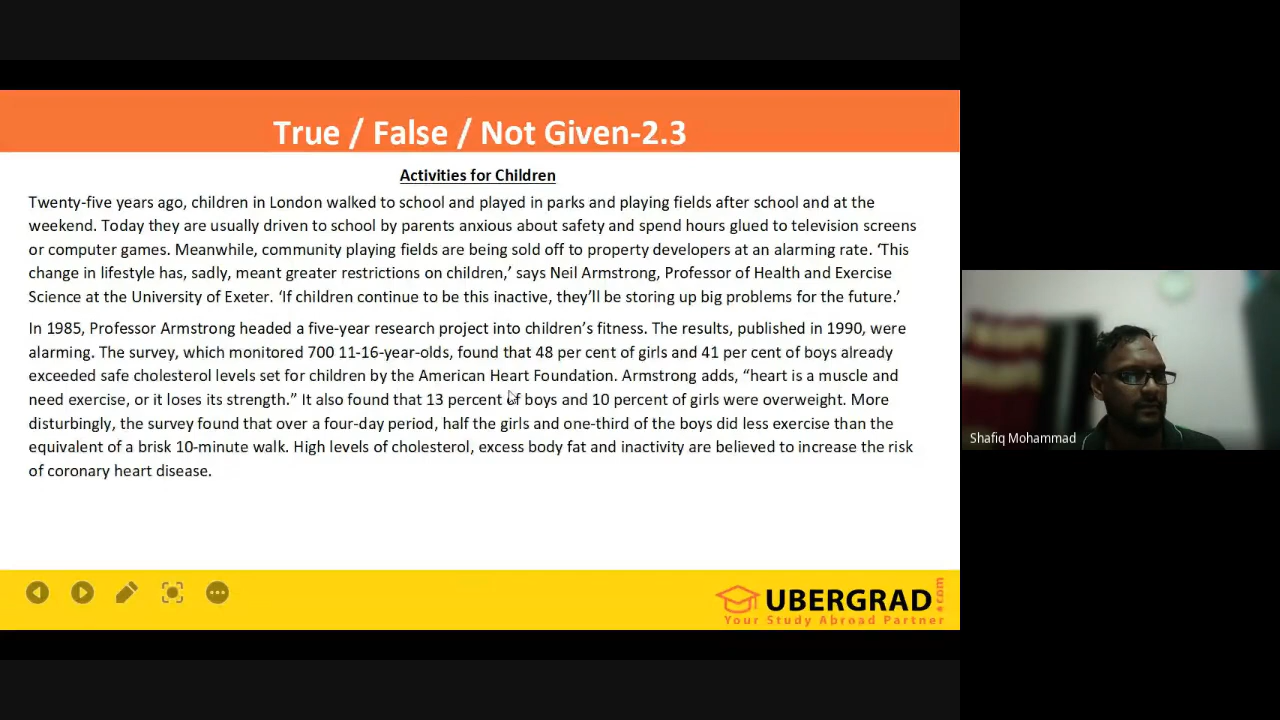 True / False / Not Given-2.3
Activities for Children
Twenty-five years ago, children in London walked to school and played in parks and playing fields after school and at the
weekend. Today they are usually driven to school by parents anxious about safety and spend hours glued to television screens
or computer games. Meanwhile, community playing fields are being sold off to property developers at an alarming rate. ‘This
change in lifestyle has, sadly, meant greater restrictions on children,’ says Neil Armstrong, Professor of Health and Exercise
Science at the University of Exeter. ‘If children continue to be this inactive, they’ll be storing up big problems for the future.’
In 1985, Professor Armstrong headed a five-year research project into children’s fitness. The results, published in 1990, were
alarming. The survey, which monitored 700 11-16-year-olds, found that 48 per cent of girls and 41 per cent of boys already
exceeded safe cholesterol levels set for children by the American Heart Foundation. Armstrong adds, “heart is a muscle and
need exercise, or it loses its strength.” It also found that 13 percent of boys and 10 percent of girls were overweight. More
disturbingly, the survey found that over a four-day period, half the girls and one-third of the boys did less exercise than the
equivalent of a brisk 10-minute walk. High levels of cholesterol, excess body fat and inactivity are believed to increase the risk
of coronary heart disease.
Shafiq Mohammad
UBERGRAD.com
Your Study Abroad Partner